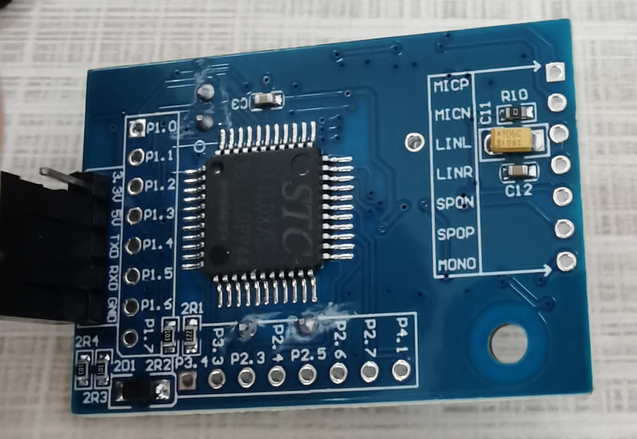 C3
P1.0
P1.1
P1.2
P1.3
P1.4
P1.5
P1.6
P1.7
3.3V 5V TXD RXD GND
STC
MICP
MICN
LINL
LINR
SPON
SPOP
MONO
C11
R10
C12
2R1
2R2
2R4
2R3
2D1
P3.4
P3.3
P2.3
P2.4
P2.5
P2.6
P2.7
P4.1